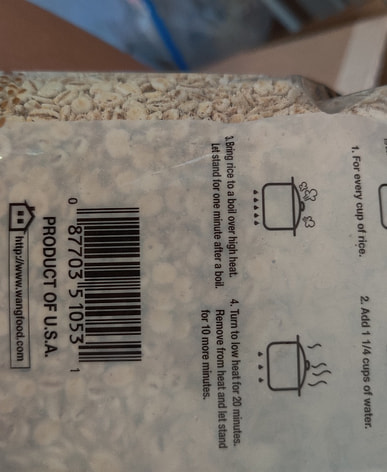 1. For every cup of rice.
2. Add 1 1/4 cups of water.
3.Bring rice to a boil over high heat.
Let stand for one minute after a boil.
4. Turn to low heat for 20 minutes.
Remove from heat and let stand
for 10 more minutes.
0 87703 51053 1
PRODUCT OF U.S.A.
http://www.wangfood.com